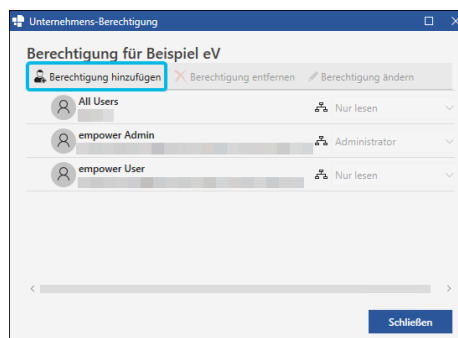 Unternehmens-Berechtigung
Berechtigung für Beispiel eV
Berechtigung hinzufügen Berechtigung entfernen Berechtigung ändern
All Users Nur lesen
empower Admin Administrator
empower User Nur lesen
Schließen